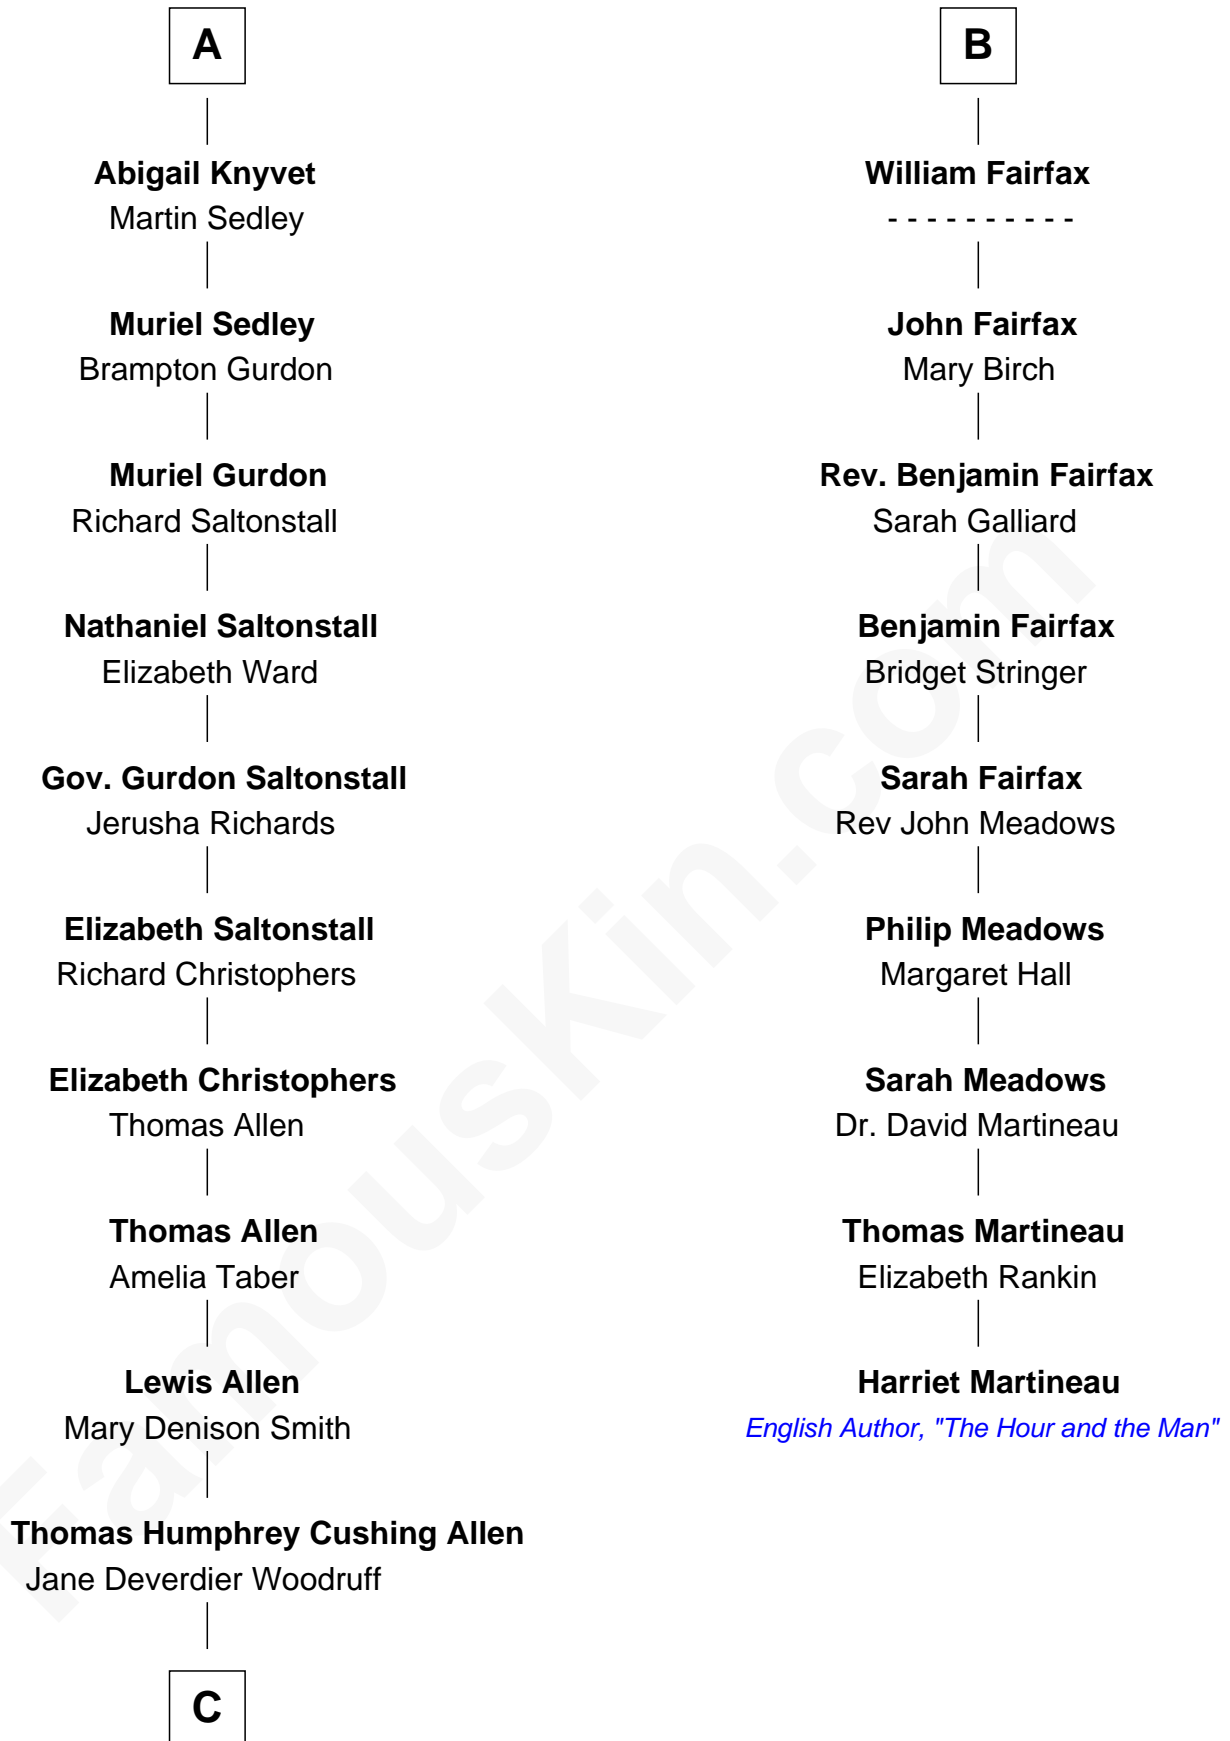 A
Abigail Knyvet
Martin Sedley
Muriel Sedley
Brampton Gurdon
Muriel Gurdon
Richard Saltonstall
Nathaniel Saltonstall
Elizabeth Ward
Gov. Gurdon Saltonstall
Jerusha Richards
Elizabeth Saltonstall
Richard Christophers
Elizabeth Christophers
Thomas Allen
Thomas Allen
Amelia Taber
Lewis Allen
Mary Denison Smith
Thomas Humphrey Cushing Allen
Jane Deverdier Woodruff
C
B
William Fairfax
- - - - - - - - - -
John Fairfax
Mary Birch
Rev. Benjamin Fairfax
Sarah Galliard
Benjamin Fairfax
Bridget Stringer
Sarah Fairfax
Rev John Meadows
Philip Meadows
Margaret Hall
Sarah Meadows
Dr. David Martineau
Thomas Martineau
Elizabeth Rankin
Harriet Martineau
English Author, "The Hour and the Man"
FamousKin.com